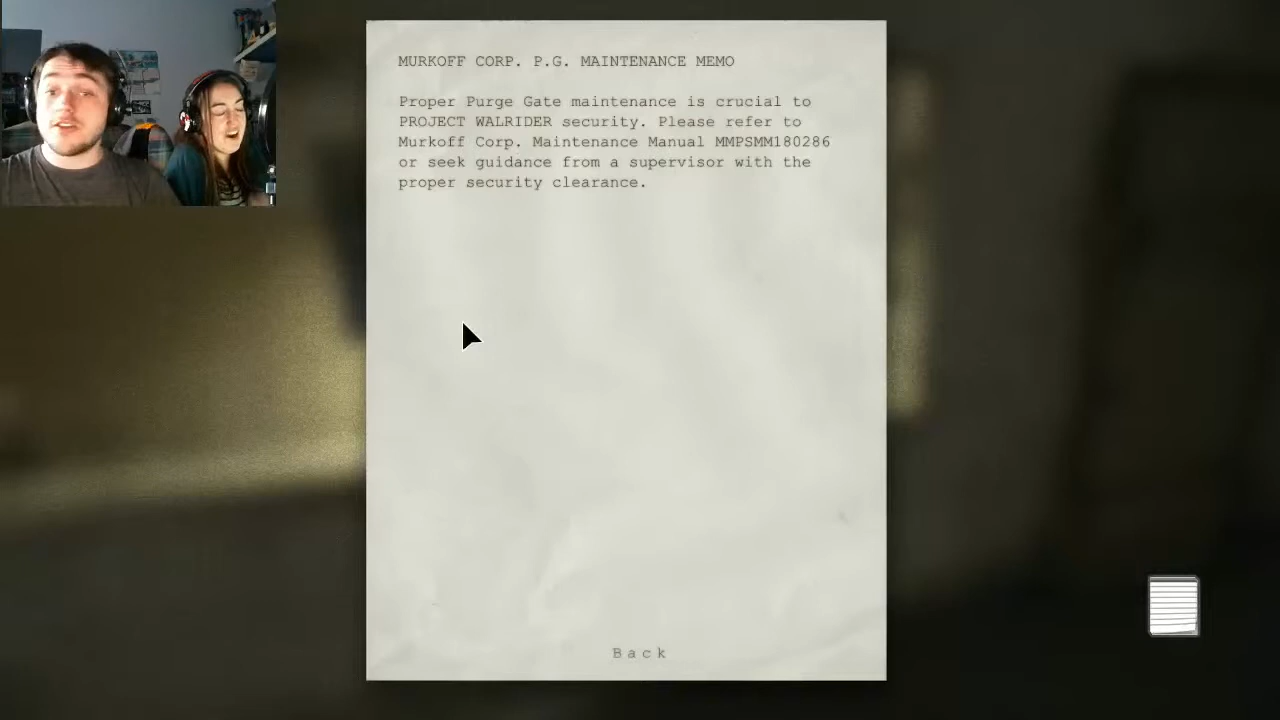 MURKOFF CORP. P.G. MAINTENANCE MEMO
Proper Purge Gate maintenance is crucial to
PROJECT WALRIDER security. Please refer to
Murkoff Corp. Maintenance Manual MMPSMM180286
or seek guidance from a supervisor with the
proper security clearance.
Back